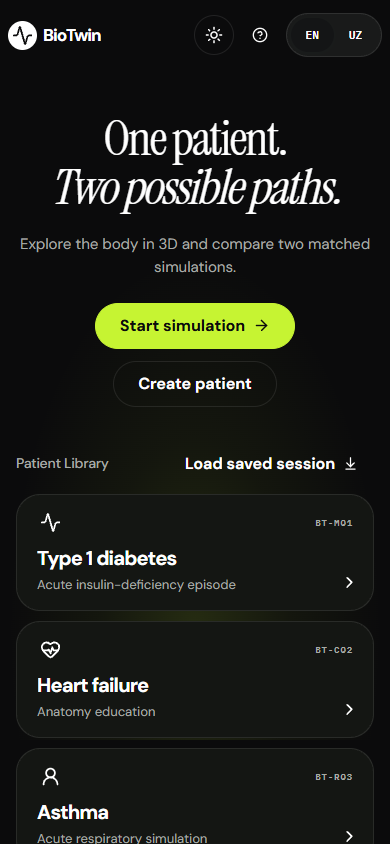 BioTwin
EN
UZ
One patient.
Two possible paths.
Explore the body in 3D and compare two matched
simulations.
Start simulation
Create patient
Patient Library
Load saved session
BT-M01
Type 1 diabetes
Acute insulin-deficiency episode
BT-C02
Heart failure
Anatomy education
BT-R03
Asthma
Acute respiratory simulation